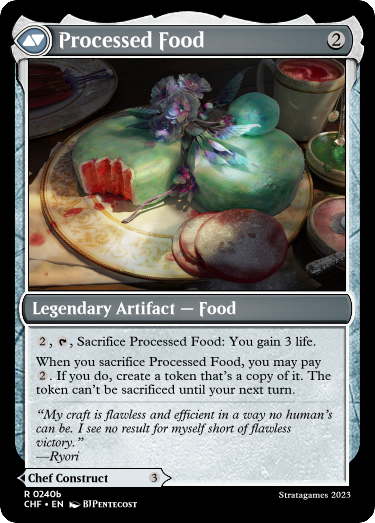 Processed Food 2
Legendary Artifact — Food
2, T, Sacrifice Processed Food: You gain 3 life.
When you sacrifice Processed Food, you may pay
2. If you do, create a token that's a copy of it. The
token can't be sacrificed until your next turn.
“My craft is flawless and efficient in a way no human's
can be. I see no result for myself short of flawless
victory.”
—Ryori
Chef Construct 3
R 0240b
Stratagames 2023
CHF • EN BJPentecost